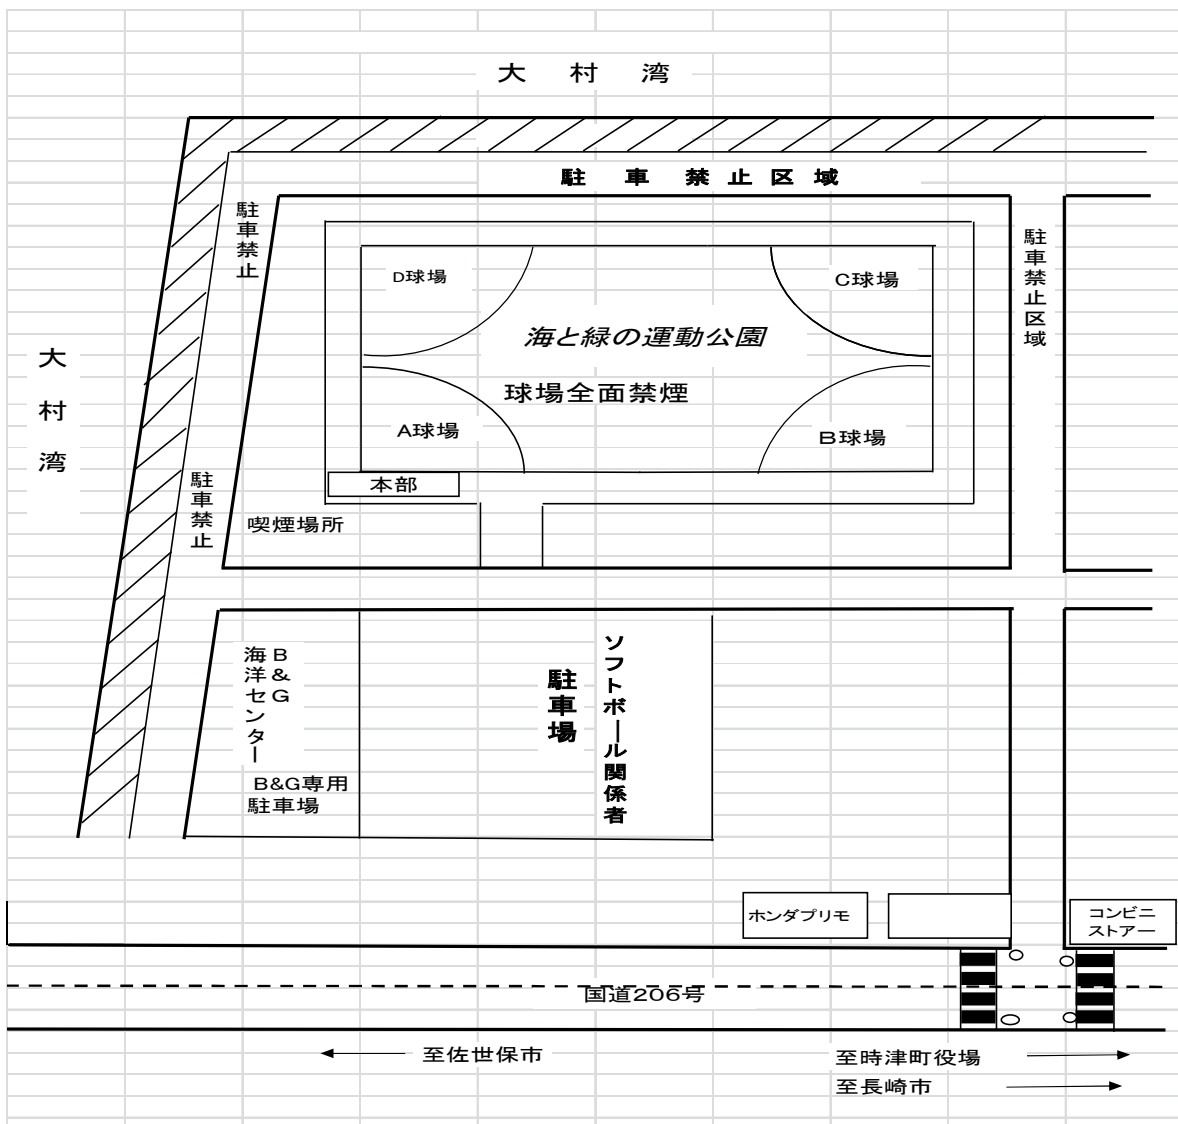 大村湾
駐車禁止区域
駐車禁止
駐車禁止区域
D球場
C球場
海と緑の運動公園
大村湾
球場全面禁煙
A球場
B球場
本部
駐車禁止
喫煙場所
B&G
海洋センター
駐車場
ソフトボール関係者
B&G専用
駐車場
ホンダプリモ
コンビニ
ストアー
国道206号
至佐世保市
至時津町役場
至長崎市